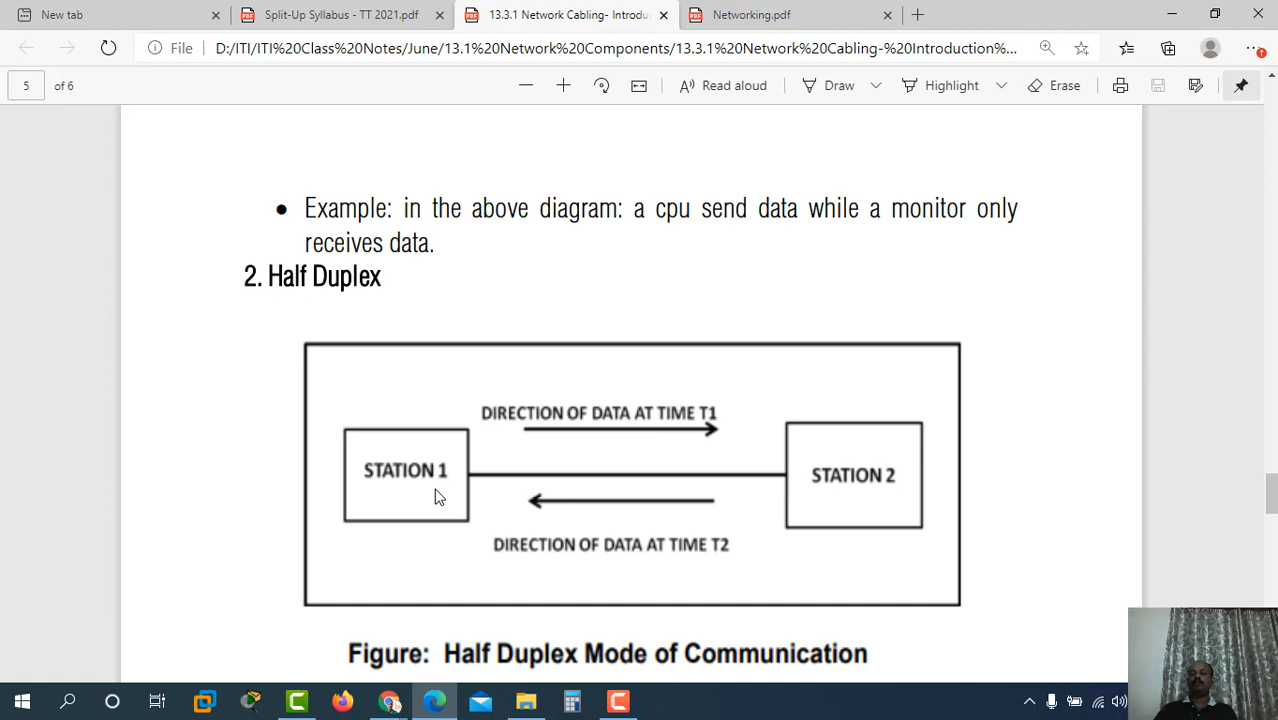 New tab
Split-Up Syllabus - TT 2021.pdf
13.3.1 Network Cabling- Introdu
Networking.pdf
File
D:/ITI/ITI%20Class%20Notes/June/13.1%20Network%20Components/13.3.1%20Network%20Cabling-%20Introduction%...
5 of 6
Read aloud
Draw
Highlight
Erase
• Example: in the above diagram: a cpu send data while a monitor only
receives data.
2. Half Duplex
DIRECTION OF DATA AT TIME T1
STATION 1
STATION 2
DIRECTION OF DATA AT TIME T2
Figure: Half Duplex Mode of Communication